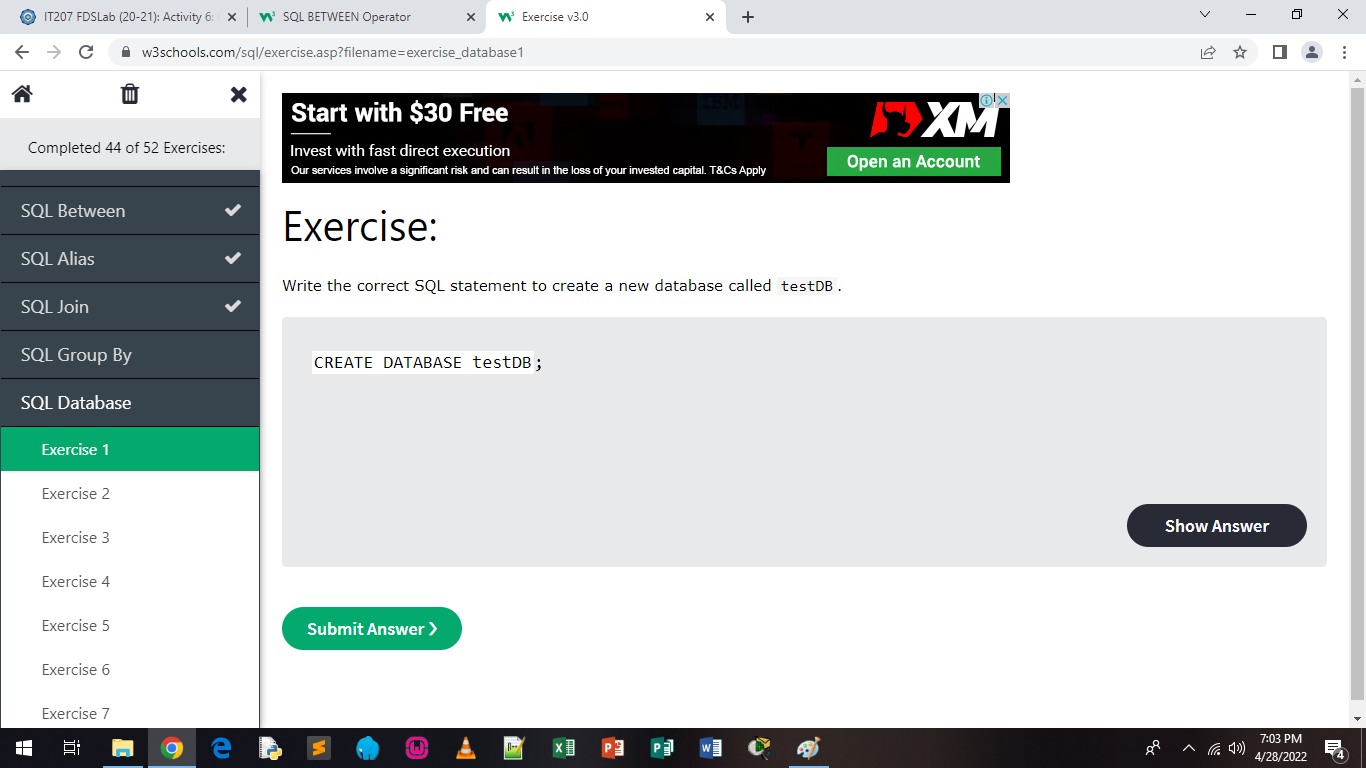 IT207 FDSLab (20-21): Activity 6:
SQL BETWEEN Operator
Exercise v3.0
w3schools.com/sql/exercise.asp?filename=exercise_database1
Completed 44 of 52 Exercises:
SQL Between
SQL Alias
SQL Join
SQL Group By
SQL Database
Exercise 1
Exercise 2
Exercise 3
Exercise 4
Exercise 5
Exercise 6
Exercise 7
Start with $30 Free
Invest with fast direct execution
Our services involve a significant risk and can result in the loss of your invested capital. T&Cs Apply
XM
Open an Account
Exercise:
Write the correct SQL statement to create a new database called testDB.
CREATE DATABASE testDB;
Show Answer
Submit Answer ❯
7:03 PM
4/28/2022
4